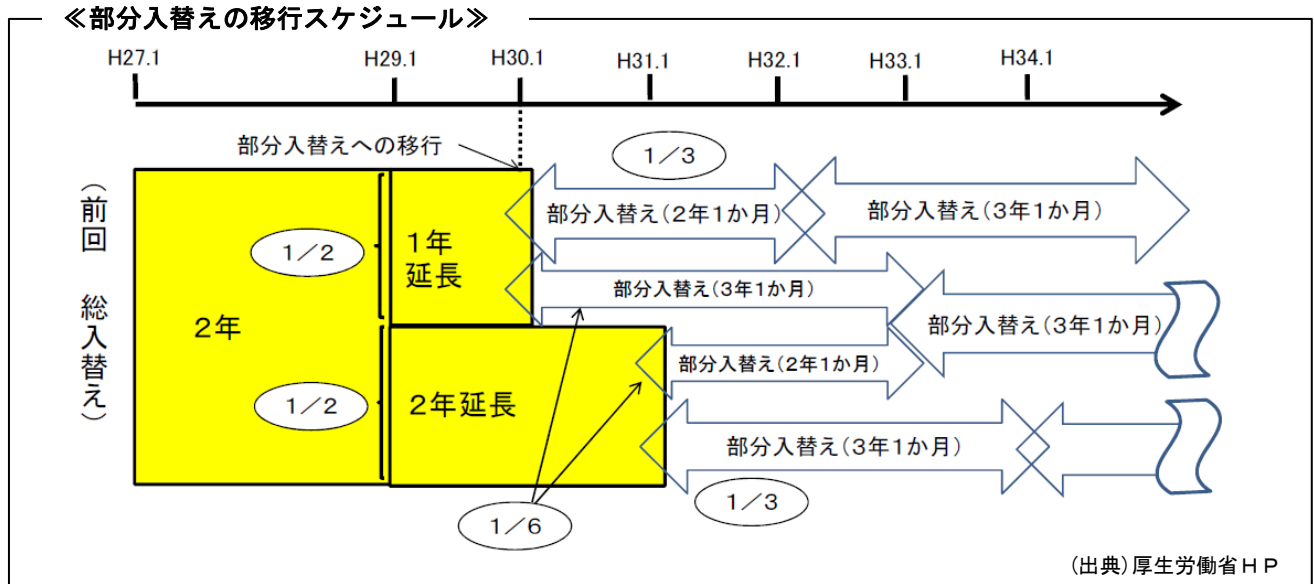 ≪部分入替えの移行スケジュール≫
H27.1 H29.1 H30.1 H31.1 H32.1 H33.1 H34.1
部分入替えへの移行
1/3
(前回 総入替え)
2年
1/2
1年
延長
部分入替え(2年1か月)
部分入替え(3年1か月)
部分入替え(3年1か月)
部分入替え(3年1か月)
1/2
2年延長
部分入替え(2年1か月)
部分入替え(3年1か月)
1/6
1/3
(出典)厚生労働省HP